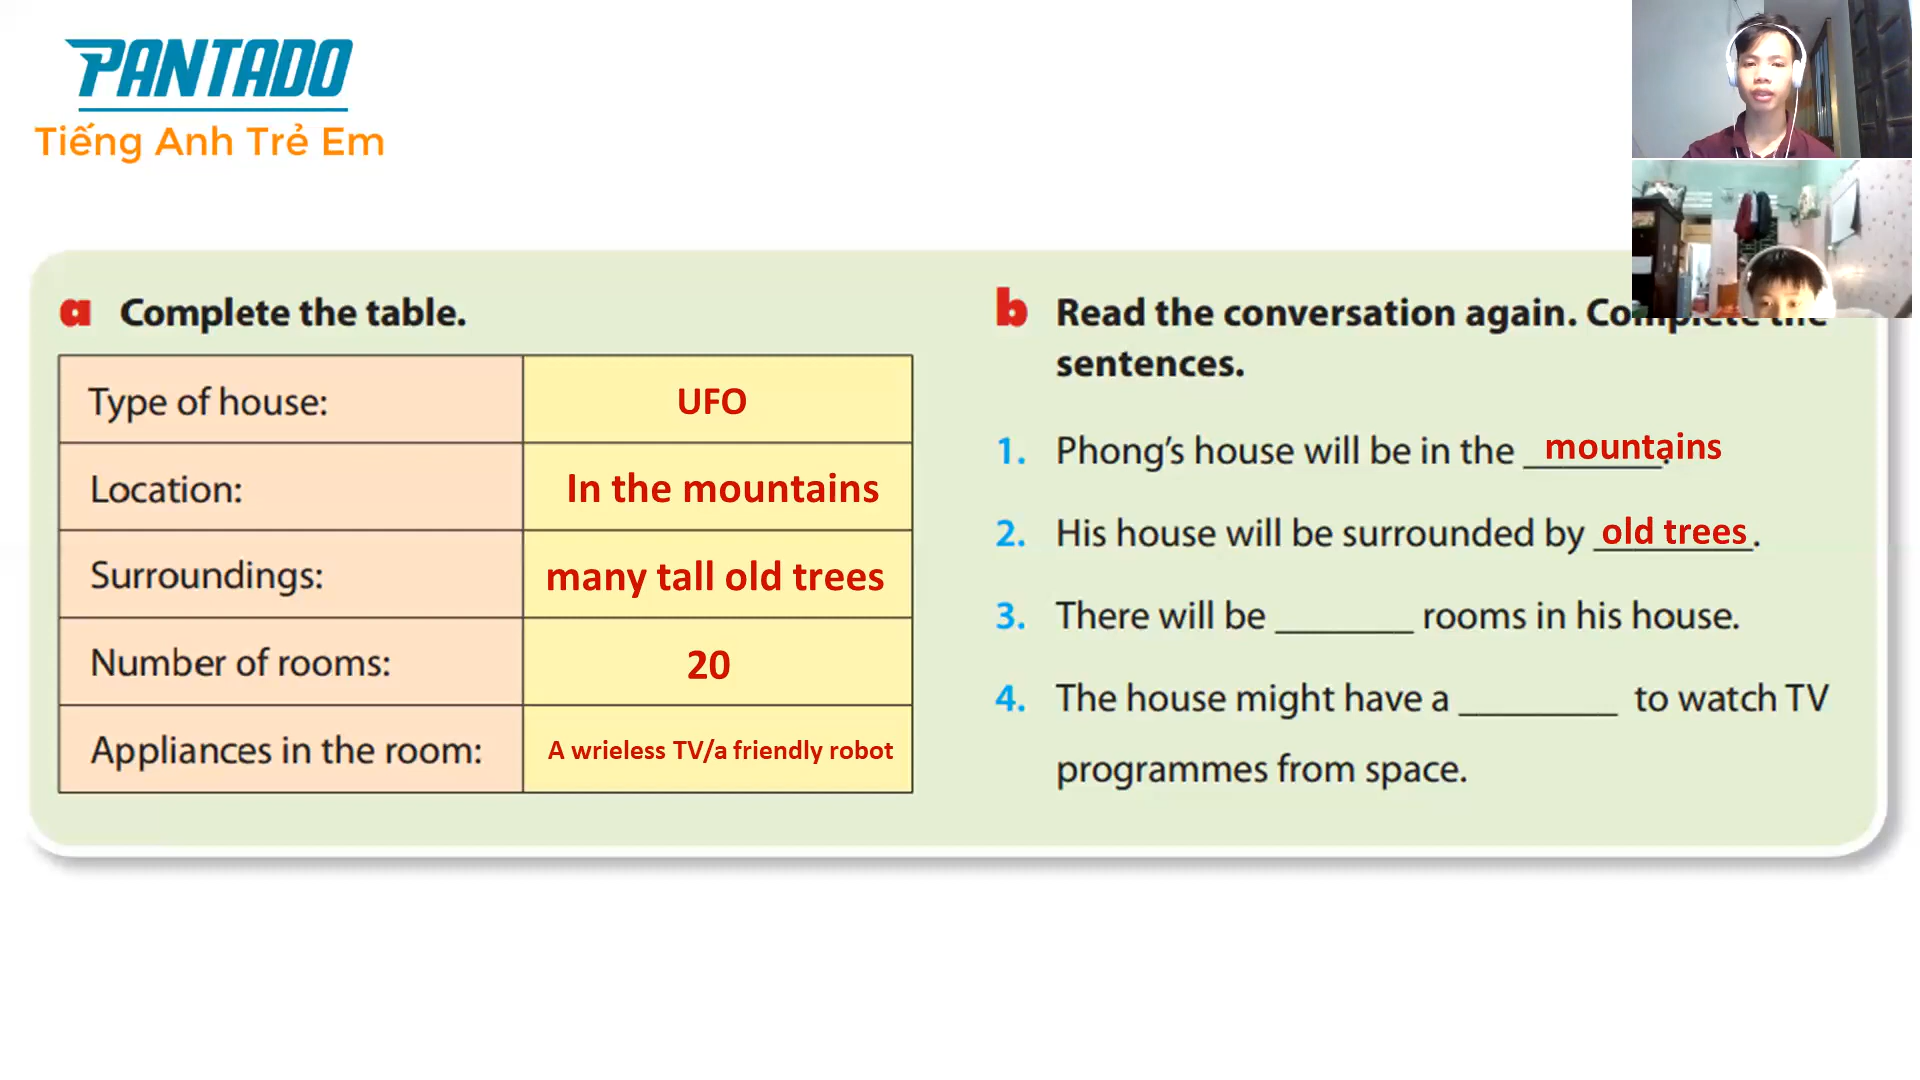 PANTADO
Tiếng Anh Trẻ Em
a Complete the table.
Type of house: UFO
Location: In the mountains
Surroundings: many tall old trees
Number of rooms: 20
Appliances in the room: A wrieless TV/a friendly robot
b Read the conversation again. Complete the
sentences.
1. Phong's house will be in the ________. mountains
2. His house will be surrounded by old trees.
3. There will be _______ rooms in his house.
4. The house might have a ________ to watch TV
programmes from space.